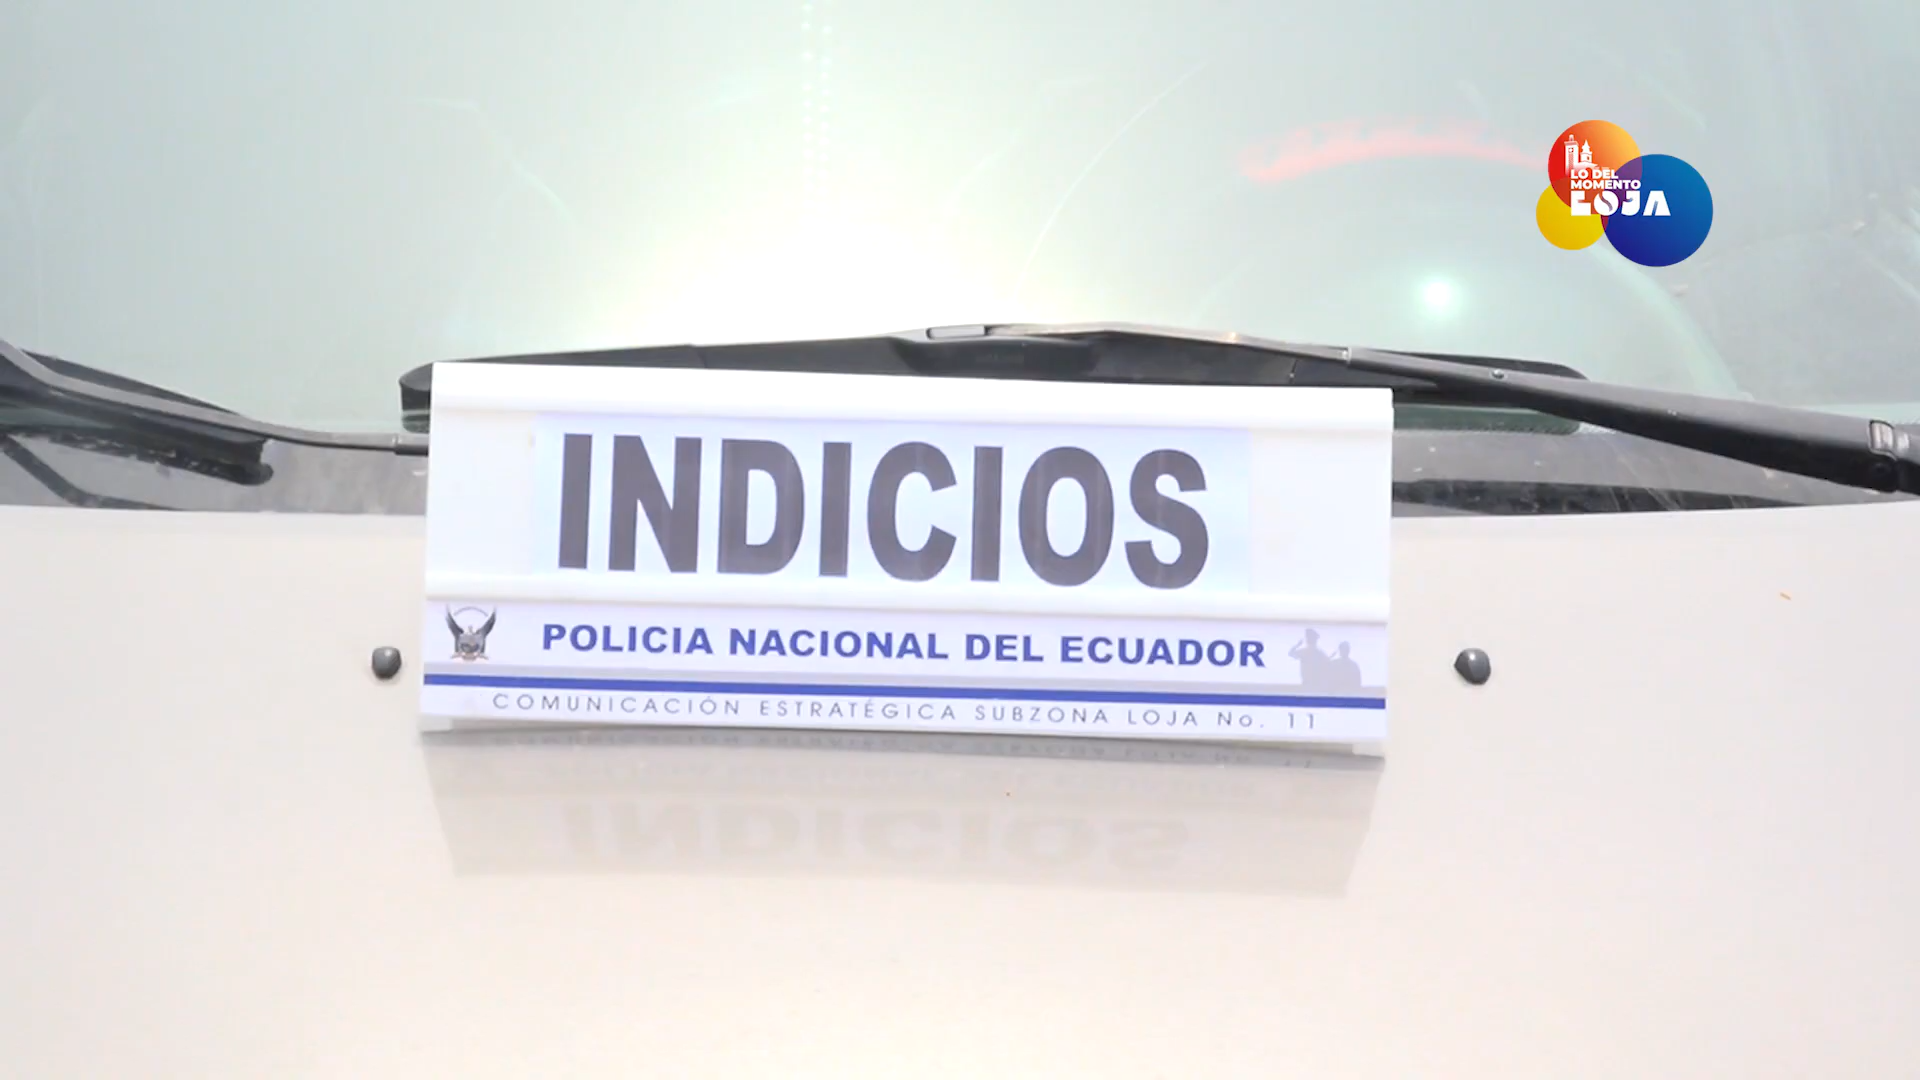 LO DEL
MOMENTO
LOJA
INDICIOS
POLICIA NACIONAL DEL ECUADOR
COMUNICACIÓN ESTRATÉGICA SUBZONA LOJA No. 11